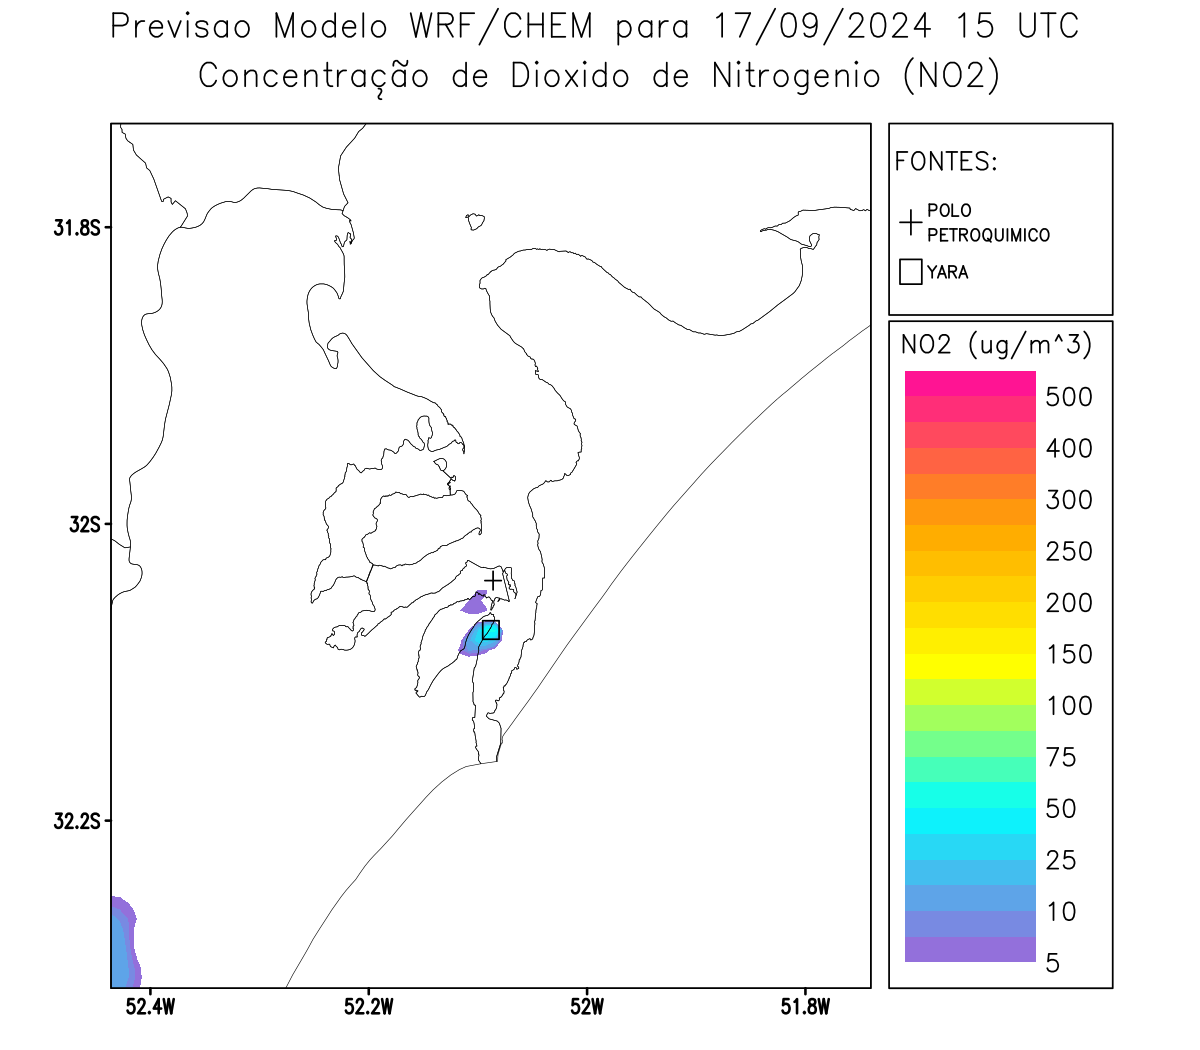 Previsao Modelo WRF/CHEM para 17/09/2024 15 UTC
Concentração de Dioxido de Nitrogenio (NO2)
FONTES:
POLO
PETROQUIMICO
YARA
NO2 (ug/m^3)
500
400
300
250
200
150
100
75
50
25
10
5
31.8S
32S
32.2S
52.4W
52.2W
52W
51.8W